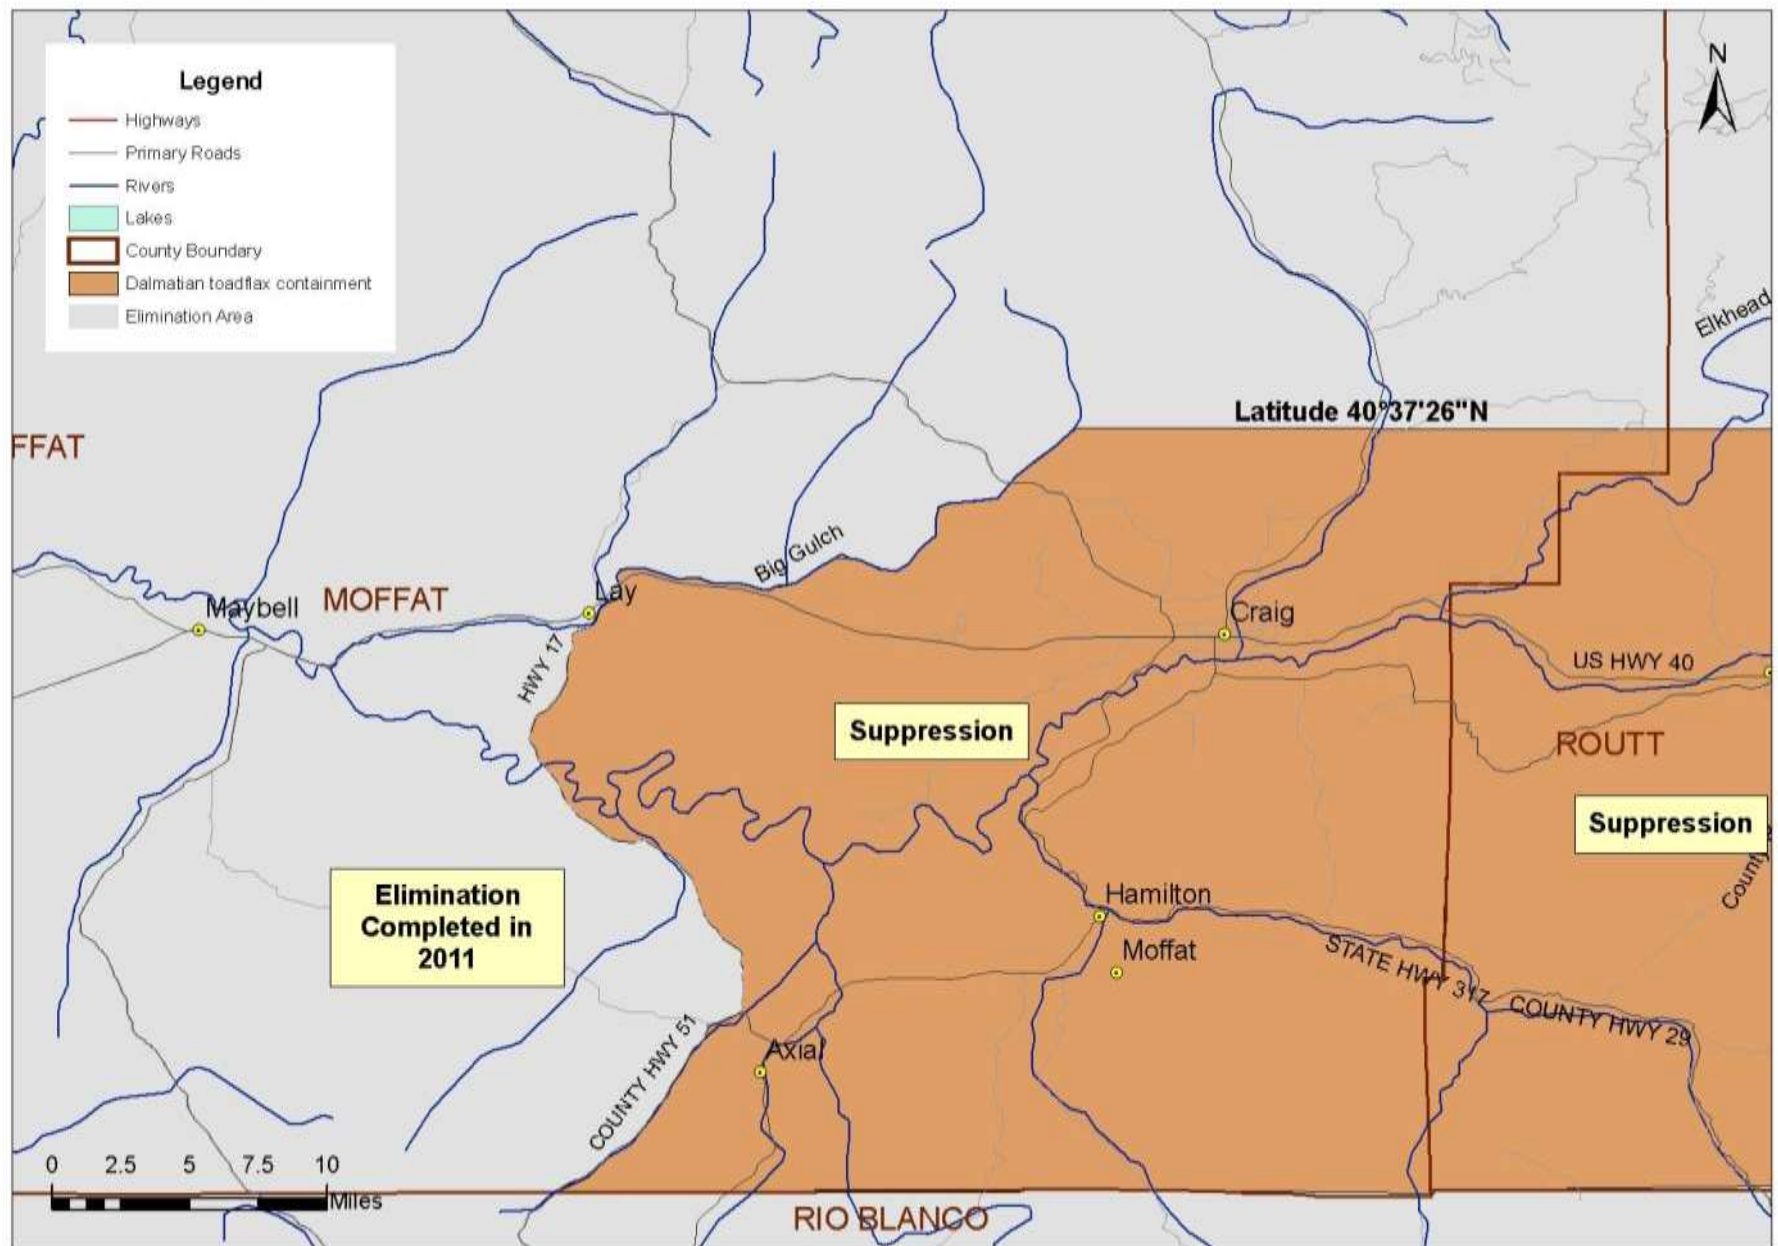 Legend
Highways
Primary Roads
Rivers
Lakes
County Boundary
Dalmatian toadflax containment
Elimination Area
N
Elkhead
Latitude 40°37'26"N
FFAT
Big Gulch
MOFFAT
Maybell
Lay
Craig
HWY 17
US HWY 40
Suppression
ROUTT
Suppression
County
Elimination
Completed in
2011
Hamilton
Moffat
STATE HWY 317
COUNTY HWY 29
COUNTY HWY 51
Axial
0 2.5 5 7.5 10
Miles
RIO BLANCO